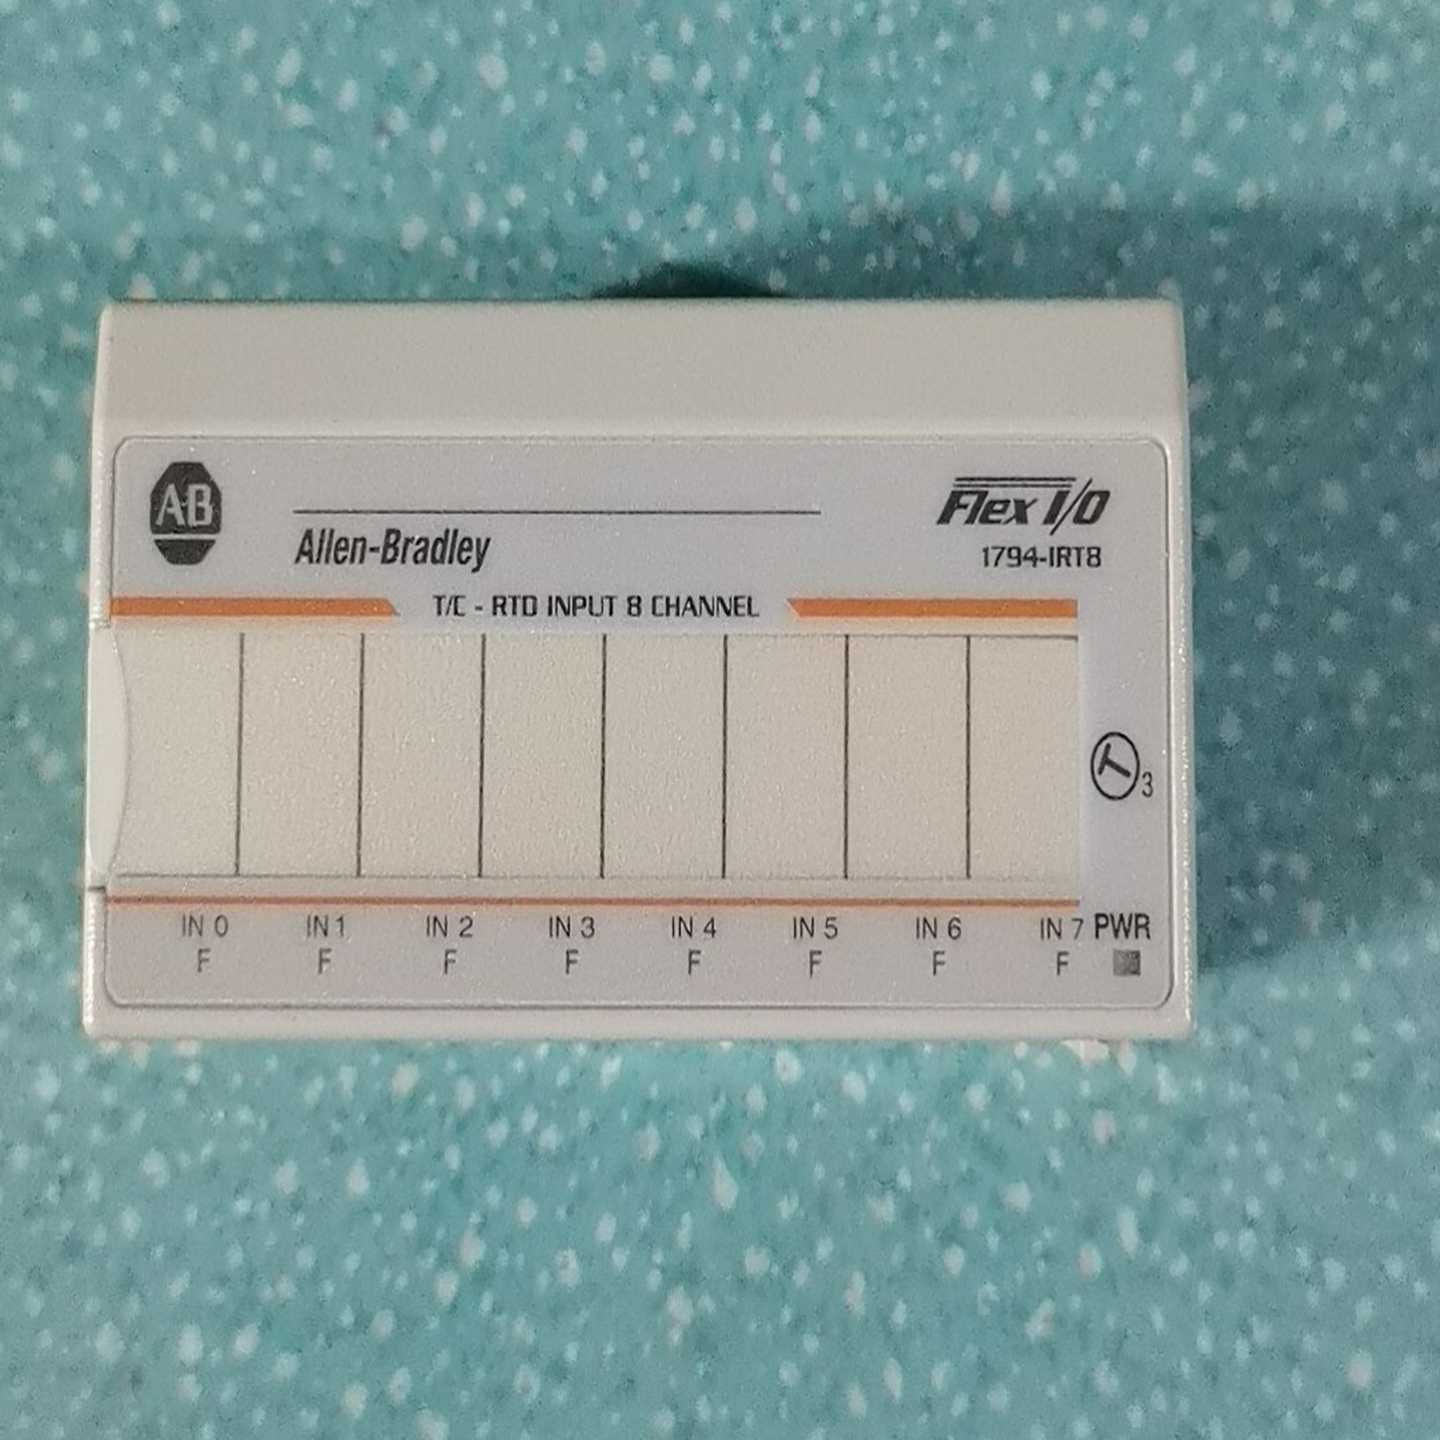 AB
Allen-Bradley
Flex I/O
1794-IRT8
T/C - RTD INPUT 8 CHANNEL
T 3
IN 0 IN 1 IN 2 IN 3 IN 4 IN 5 IN 6 IN 7 PWR
F F F F F F F F